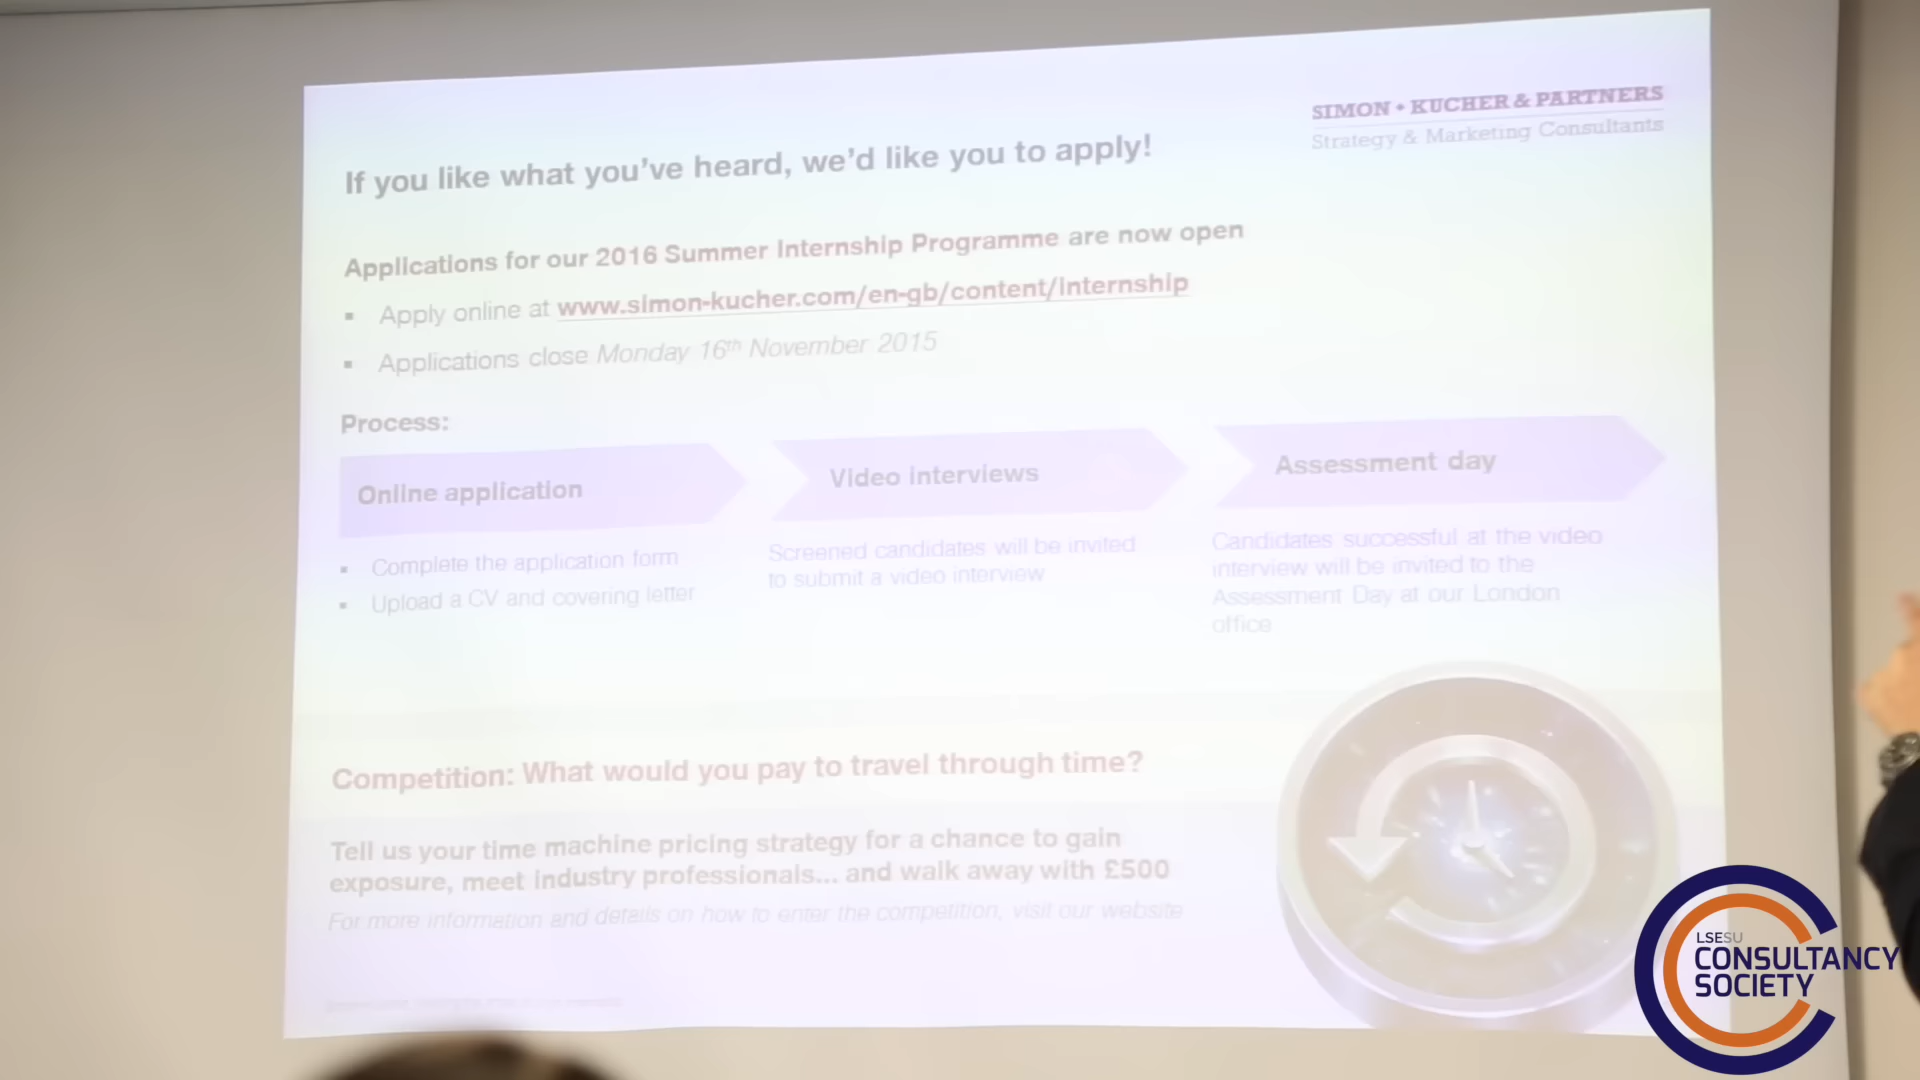 SIMON • KUCHER & PARTNERS
Strategy & Marketing Consultants
If you like what you've heard, we'd like you to apply!
Applications for our 2016 Summer Internship Programme are now open
▪ Apply online at www.simon-kucher.com/en-gb/content/internship
▪ Applications close Monday 16th November 2015
Process:
Online application
Video interviews
Assessment day
▪ Complete the application form
▪ Upload a CV and covering letter
Screened candidates will be invited
to submit a video interview
Candidates successful at the video
interview will be invited to the
Assessment Day at our London
office
Competition: What would you pay to travel through time?
Tell us your time machine pricing strategy for a chance to gain
exposure, meet industry professionals... and walk away with £500
For more information and details on how to enter the competition, visit our website
LSESU
CONSULTANCY
SOCIETY